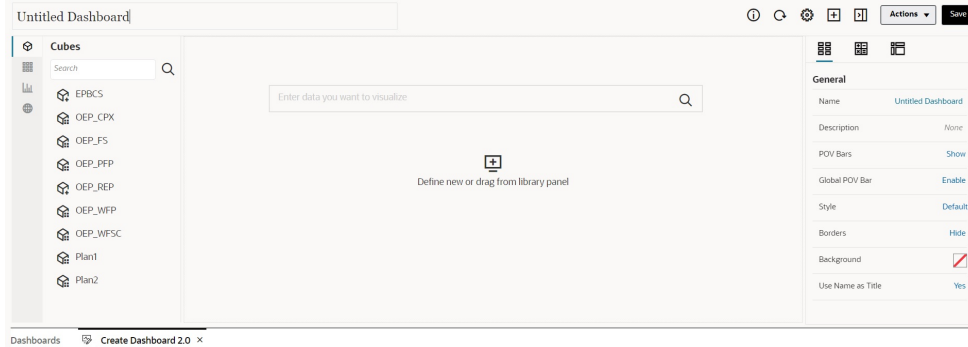 Untitled Dashboard
Actions
Save
Cubes
Search
EPBCS
OEP_CPX
OEP_FS
OEP_PFP
OEP_REP
OEP_WFP
OEP_WFSC
Plan1
Plan2
Enter data you want to visualize
Define new or drag from library panel
General
Name Untitled Dashboard
Description None
POV Bars Show
Global POV Bar Enable
Style Default
Borders Hide
Background
Use Name as Title Yes
Dashboards Create Dashboard 2.0 ×